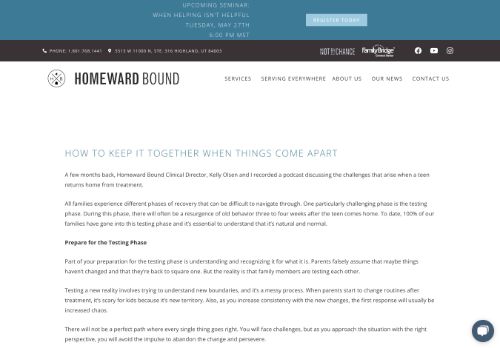 UPCOMING SEMINAR:
WHEN HELPING ISN'T HELPFUL
TUESDAY, MAY 27TH
6:00 PM MST
REGISTER TODAY
PHONE: 1.801.768.1441
5313 W 11000 N, STE. 316 HIGHLAND, UT 84003
NOT BY CHANCE
FamilyBridge
HOMEWARD BOUND
SERVICES
SERVING EVERYWHERE
ABOUT US
OUR NEWS
CONTACT US
HOW TO KEEP IT TOGETHER WHEN THINGS COME APART
A few months back, Homeward Bound Clinical Director, Kelly Olsen and I recorded a podcast discussing the challenges that arise when a teen
returns home from treatment.
All families experience different phases of recovery that can be difficult to navigate through. One particularly challenging phase is the testing
phase. During this phase, there will often be a resurgence of old behavior three to four weeks after the teen comes home. To date, 100% of our
families have gone into this testing phase and it's essential to understand that it's natural and normal.
Prepare for the Testing Phase
Part of your preparation for the testing phase is understanding and recognizing it for what it is. Parents falsely assume that maybe things
haven't changed and that they're back to square one. But the reality is that family members are testing each other.
Testing a new reality involves trying to understand new boundaries, and it's a messy process. When parents start to change routines after
treatment, it's scary for kids because it's new territory. Also, as you increase consistency with the new changes, the first response will usually be
increased chaos.
There will not be a perfect path where every single thing goes right. You will face challenges, but as you approach the situation with the right
perspective, you will avoid the impulse to abandon the change and persevere.